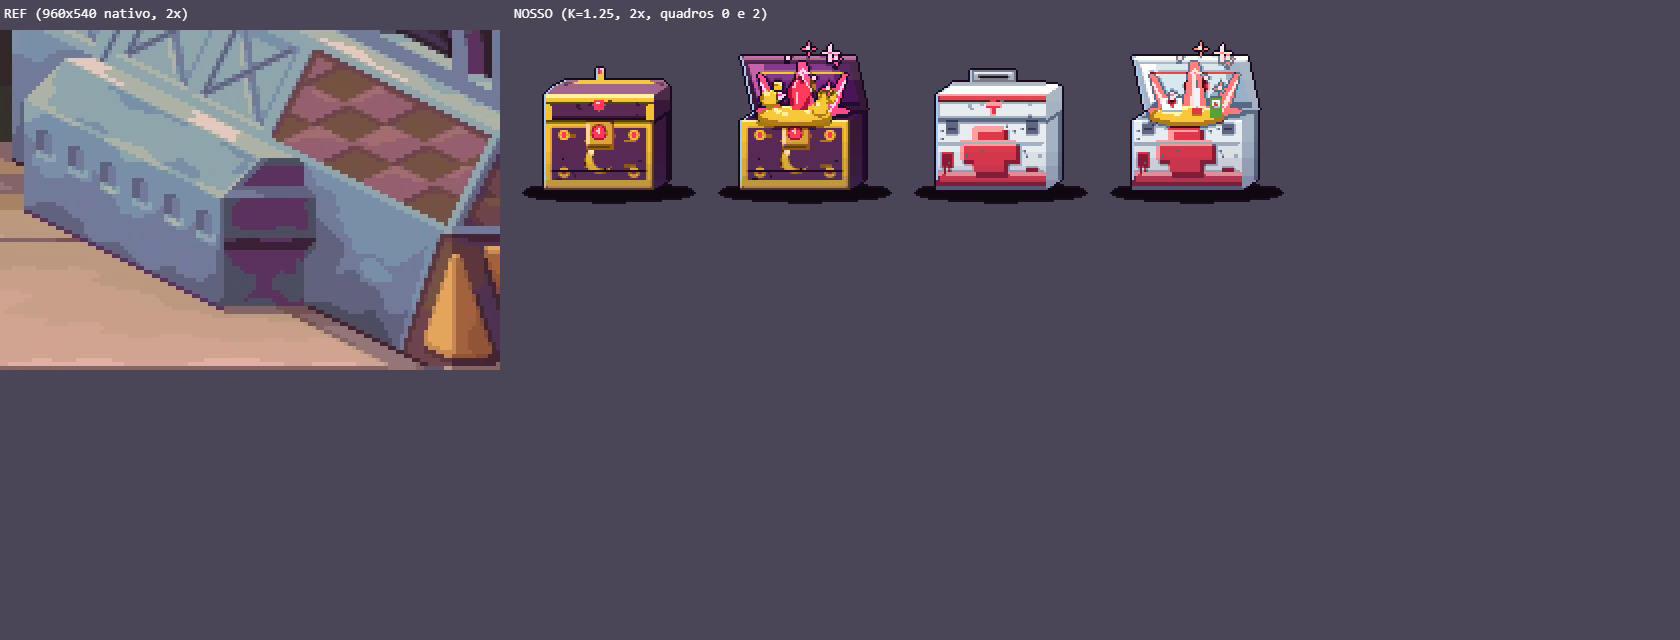 REF (960x540 nativo, 2x)
NOSSO (K=1.25, 2x, quadros 0 e 2)